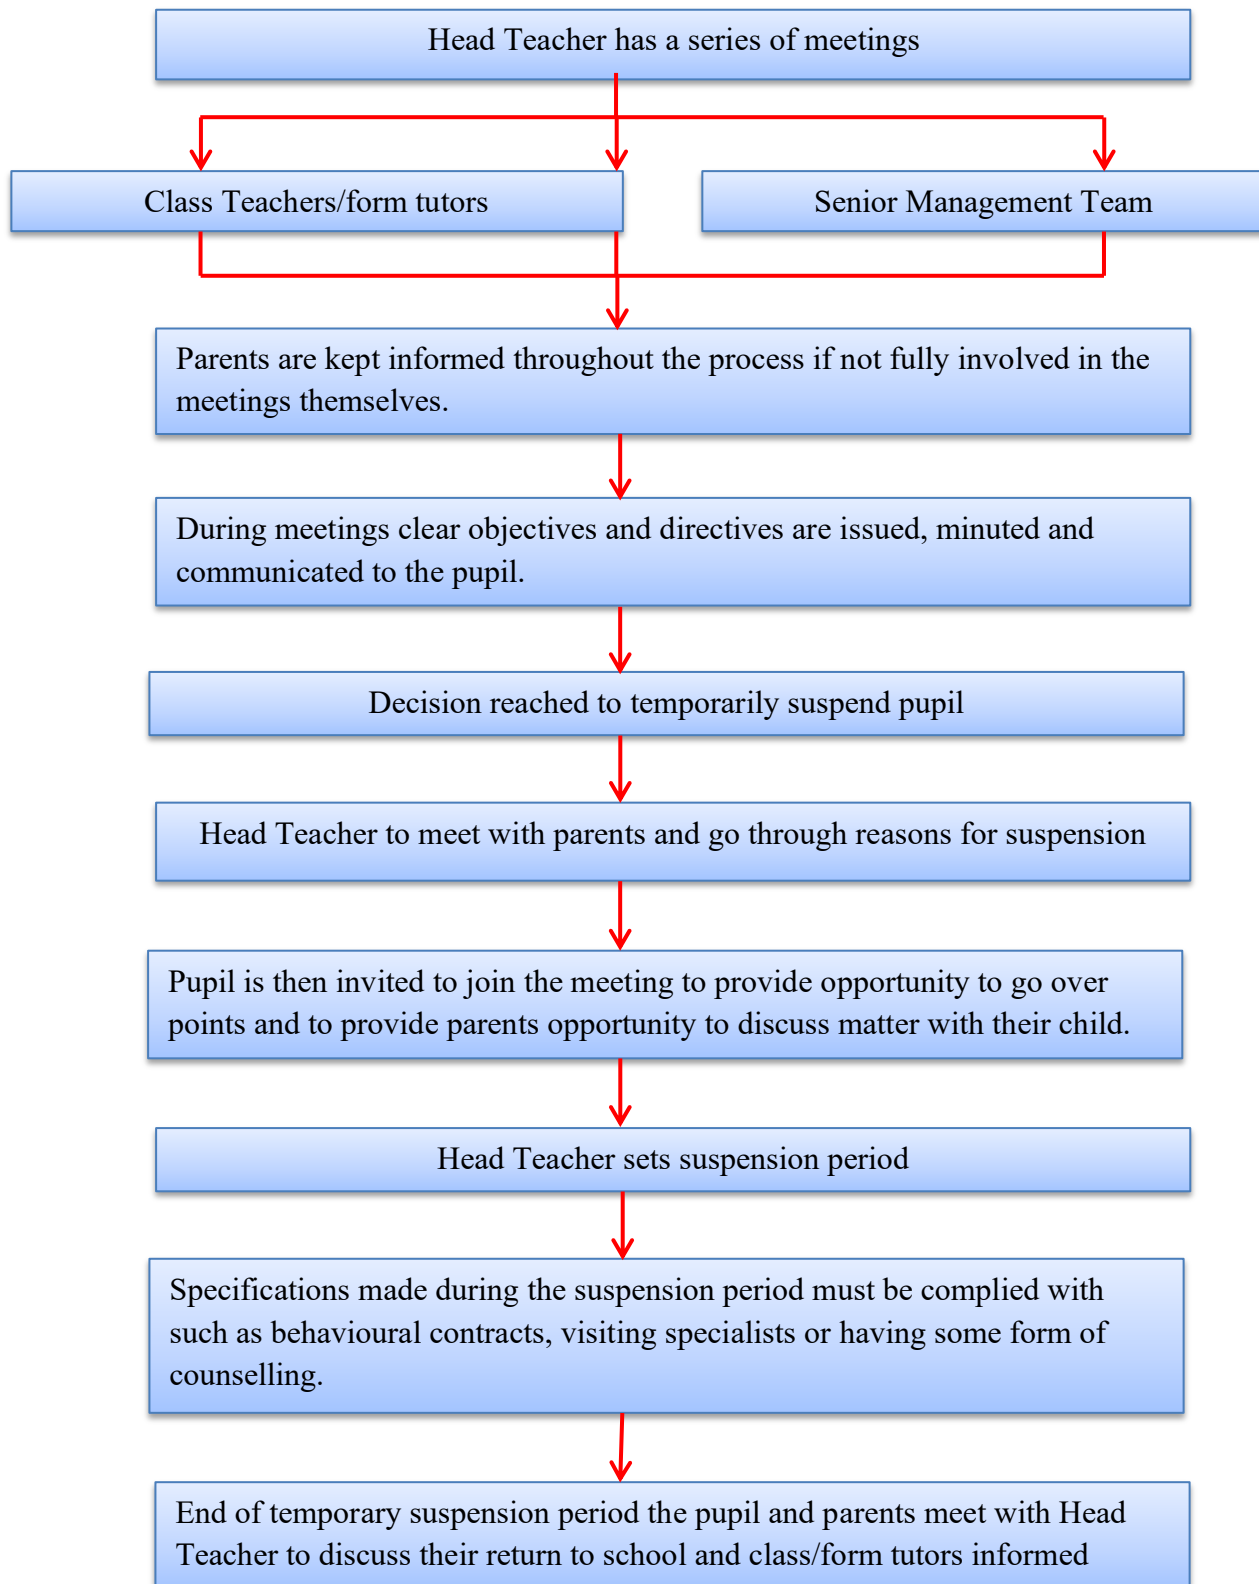 Head Teacher has a series of meetings
Class Teachers/form tutors
Senior Management Team
Parents are kept informed throughout the process if not fully involved in the
meetings themselves.
During meetings clear objectives and directives are issued, minuted and
communicated to the pupil.
Decision reached to temporarily suspend pupil
Head Teacher to meet with parents and go through reasons for suspension
Pupil is then invited to join the meeting to provide opportunity to go over
points and to provide parents opportunity to discuss matter with their child.
Head Teacher sets suspension period
Specifications made during the suspension period must be complied with
such as behavioural contracts, visiting specialists or having some form of
counselling.
End of temporary suspension period the pupil and parents meet with Head
Teacher to discuss their return to school and class/form tutors informed